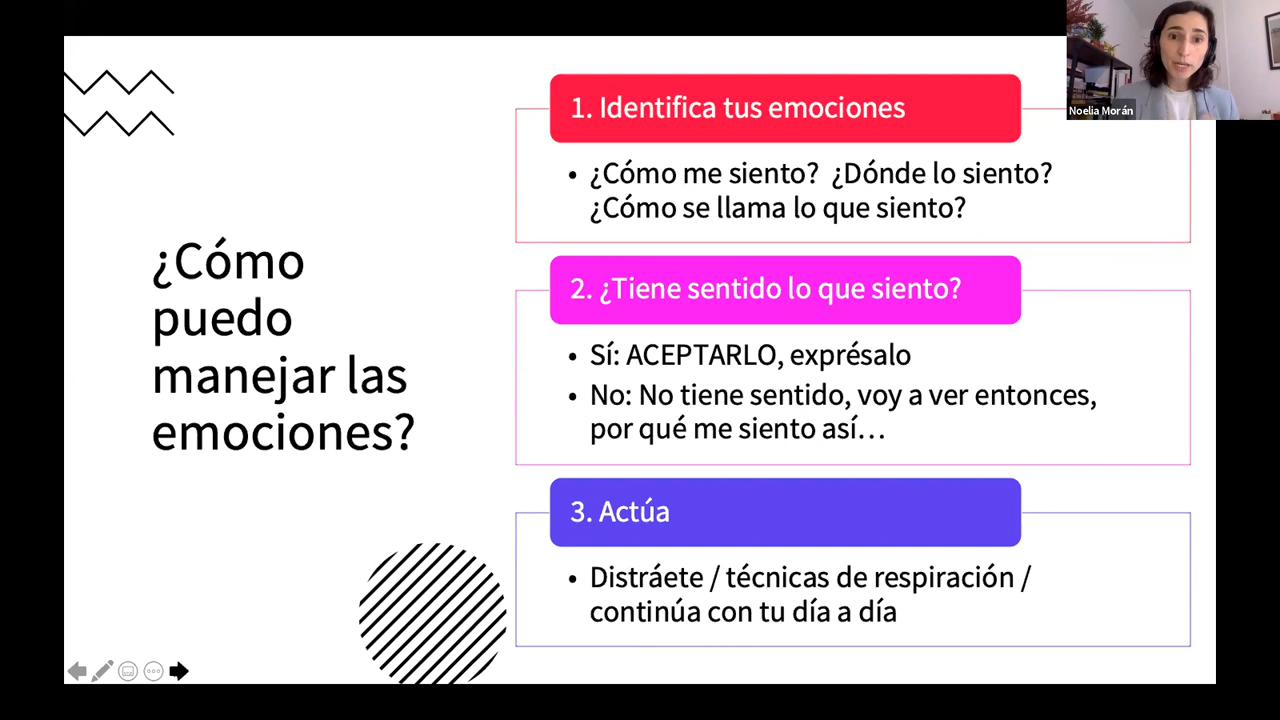 ¿Cómo
puedo
manejar las
emociones?
1. Identifica tus emociones
• ¿Cómo me siento? ¿Dónde lo siento?
¿Cómo se llama lo que siento?
2. ¿Tiene sentido lo que siento?
• Sí: ACEPTARLO, exprésalo
• No: No tiene sentido, voy a ver entonces,
por qué me siento así...
3. Actúa
• Distráete / técnicas de respiración /
continúa con tu día a día
Noelia Morán